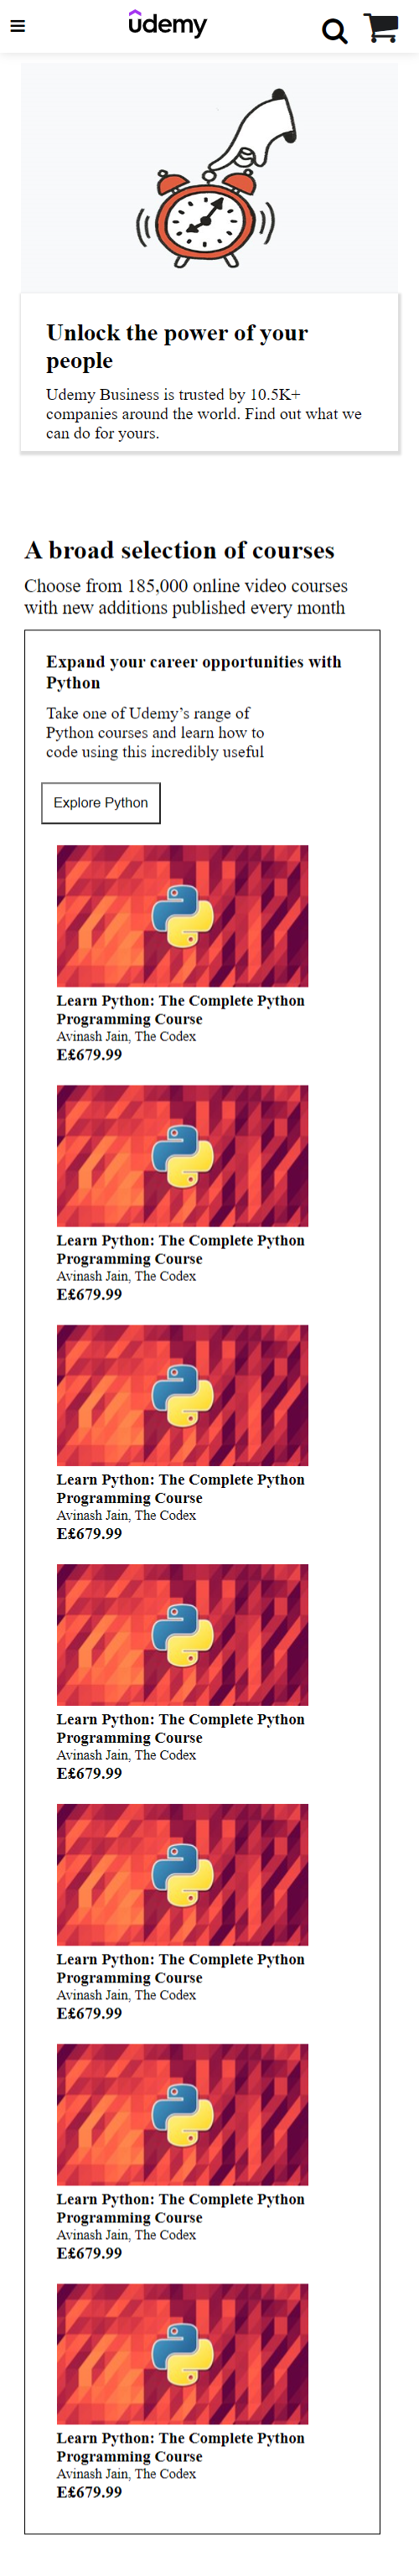 udemy
Unlock the power of your
people
Udemy Business is trusted by 10.5K+
companies around the world. Find out what we
can do for yours.
A broad selection of courses
Choose from 185,000 online video courses
with new additions published every month
Expand your career opportunities with
Python
Take one of Udemy’s range of
Python courses and learn how to
code using this incredibly useful
Explore Python
Learn Python: The Complete Python
Programming Course
Avinash Jain, The Codex
E£679.99
Learn Python: The Complete Python
Programming Course
Avinash Jain, The Codex
E£679.99
Learn Python: The Complete Python
Programming Course
Avinash Jain, The Codex
E£679.99
Learn Python: The Complete Python
Programming Course
Avinash Jain, The Codex
E£679.99
Learn Python: The Complete Python
Programming Course
Avinash Jain, The Codex
E£679.99
Learn Python: The Complete Python
Programming Course
Avinash Jain, The Codex
E£679.99
Learn Python: The Complete Python
Programming Course
Avinash Jain, The Codex
E£679.99